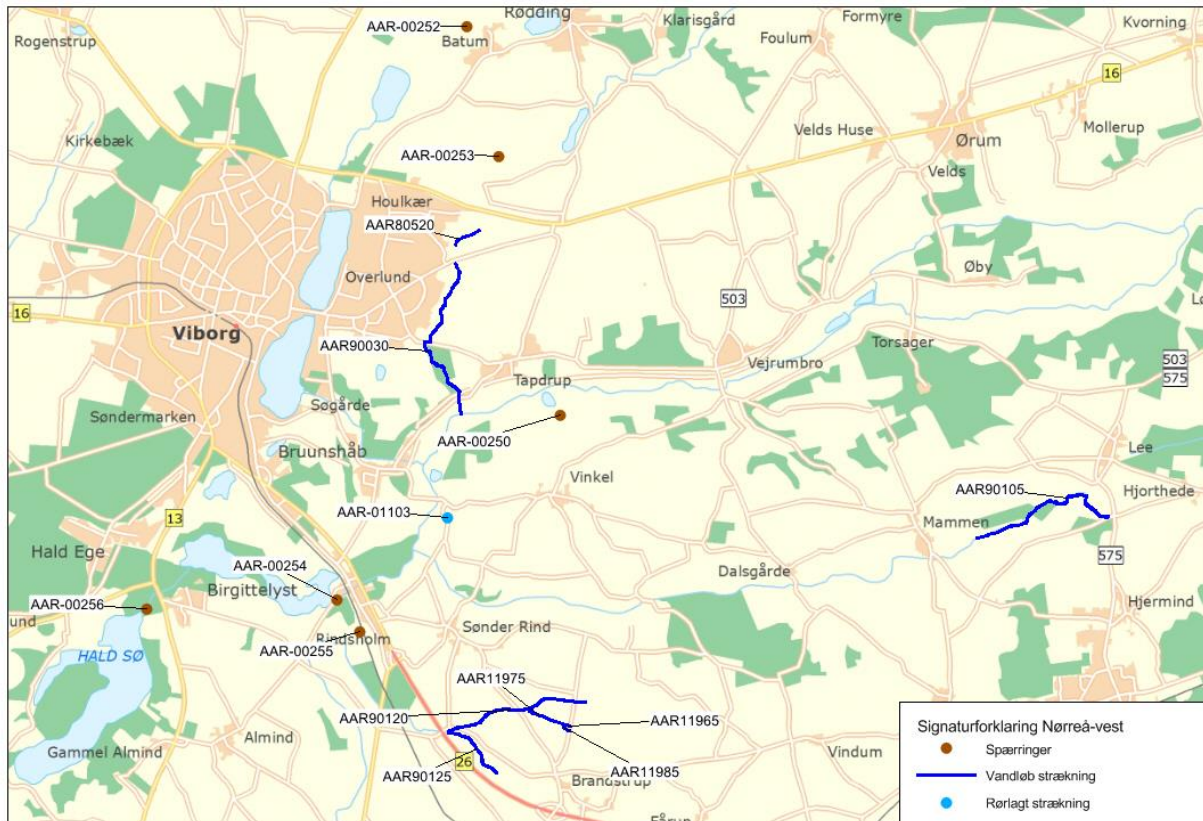 Rogenstrup
AAR-00252
Rødding
Batum
Klarisgård
Formyre
Foulum
Kvorning
16
Kirkebæk
AAR-00253
Velds Huse
Ørum
Mollerup
Velds
Houlkær
AAR80520
Overlund
Øby
503
16
Viborg
AAR90030
Tapdrup
Vejrumbro
Torsager
503
575
Søndermarken
Søgårde
AAR-00250
Bruunshåb
Lee
Vinkel
AAR90105
Hjorthede
AAR-01103
13
Mammen
Hald Ege
575
AAR-00254
Dalsgårde
Birgittelyst
AAR-00256
Hjermind
und
AAR-00255
Rindsholm
Sønder Rind
HALD SØ
AAR11975
AAR90120
AAR11965
Gammel Almind
Almind
26
AAR90125
AAR11985
Vindum
Brandstrup
Fårup
Signaturforklaring Nørreå-vest
Spærringer
Vandløb strækning
Rørlagt strækning